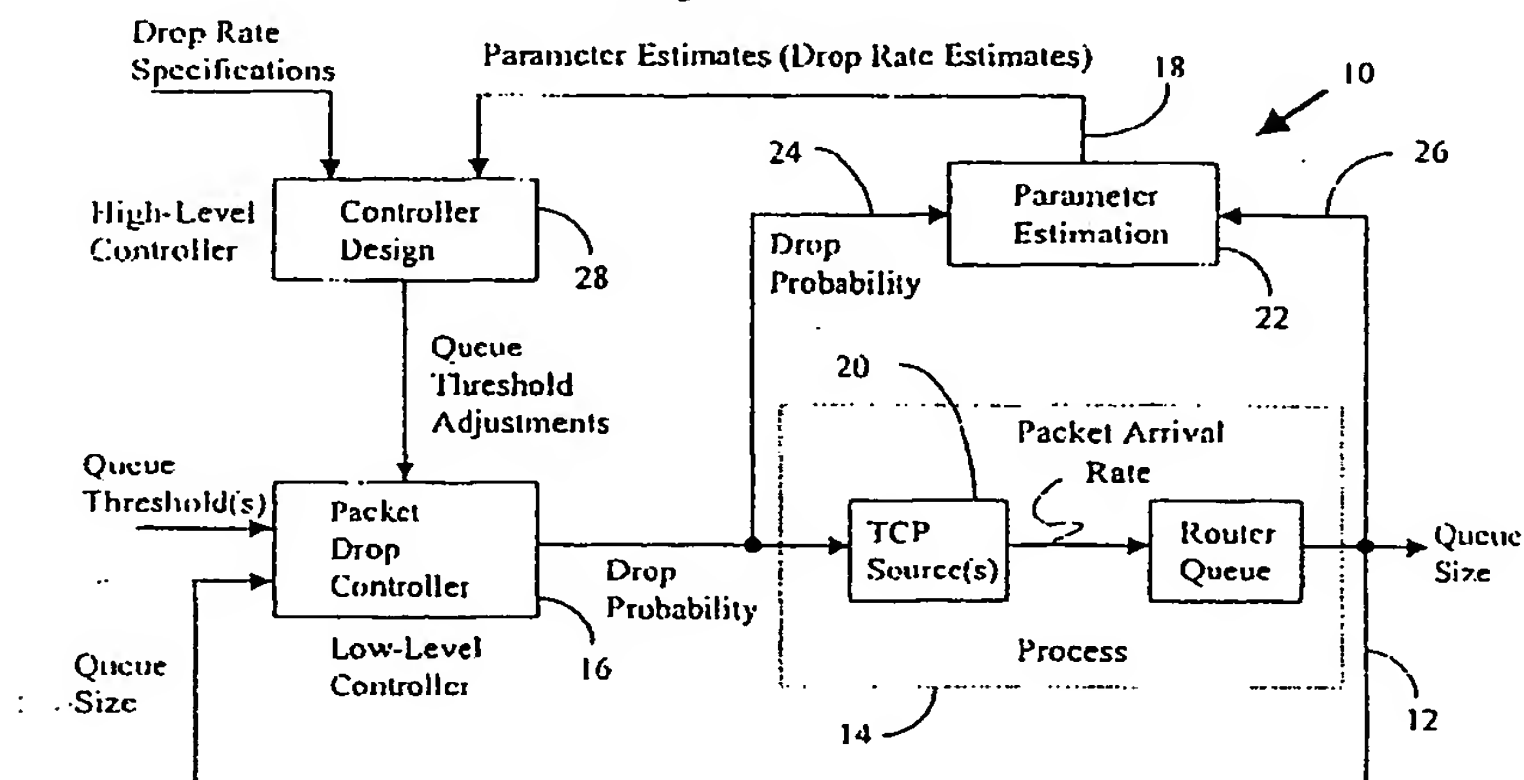 Drop Rate
Specifications
Parameter Estimates (Drop Rate Estimates)
18
10
24
26
High-Level
Controller
Controller
Design
28
Parameter
Estimation
Drop
Probability
22
Queue
Threshold
Adjustments
20
Packet Arrival
Rate
Queue
Threshold(s)
Packet
Drop
Controller
TCP
Source(s)
Router
Queue
Queue
Size
Drop
Probability
Low-Level
Controller
16
Process
Queue
Size
14
12